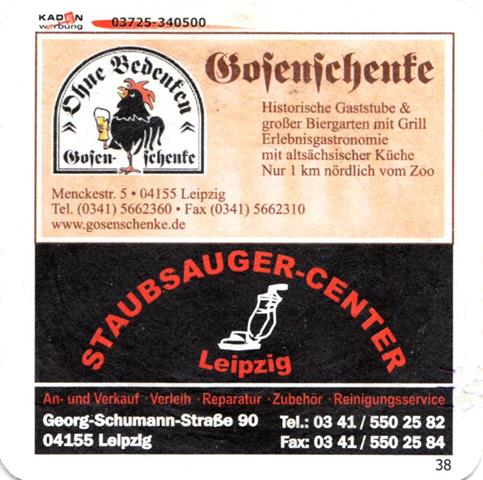 KADEN
werbung
03725-340500
Ohne Bedenken
Gosen-schenke
Gosenschenke
Historische Gaststube &
großer Biergarten mit Grill
Erlebnisgastronomie
mit altsächsischer Küche
Nur 1 km nördlich vom Zoo
Menckestr. 5 • 04155 Leipzig
Tel. (0341) 5662360 • Fax (0341) 5662310
www.gosenschenke.de
STAUBSAUGER-CENTER
Leipzig
An- und Verkauf · Verleih · Reparatur · Zubehör · Reinigungsservice
Georg-Schumann-Straße 90
04155 Leipzig
Tel.: 03 41 / 550 25 82
Fax: 03 41 / 550 25 84
38